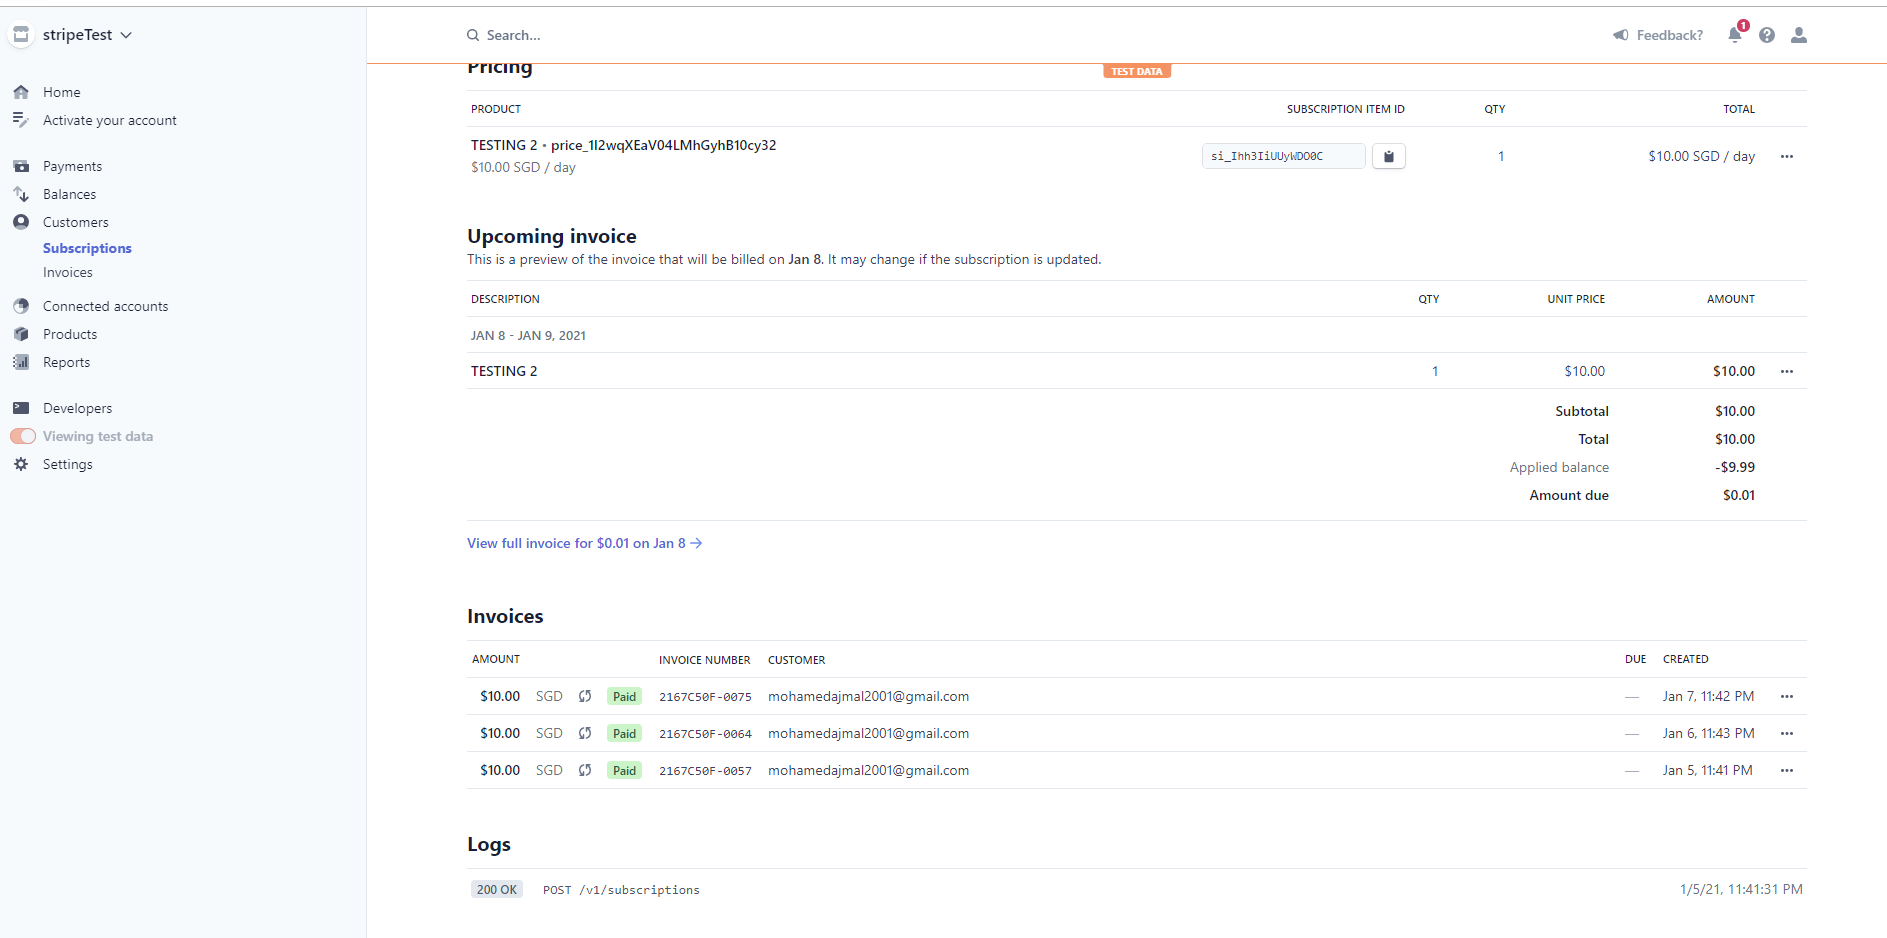 stripeTest
Search...
Feedback?
1
Home
Activate your account
Payments
Balances
Customers
Subscriptions
Invoices
Connected accounts
Products
Reports
Developers
Viewing test data
Settings
Pricing
TEST DATA
PRODUCT SUBSCRIPTION ITEM ID QTY TOTAL
TESTING 2 • price_1I2wqXEaV04LMhGyhB10cy32
$10.00 SGD / day
si_Ihh3IiUUyWDO0C 1 $10.00 SGD / day
Upcoming invoice
This is a preview of the invoice that will be billed on Jan 8. It may change if the subscription is updated.
DESCRIPTION QTY UNIT PRICE AMOUNT
JAN 8 - JAN 9, 2021
TESTING 2 1 $10.00 $10.00
Subtotal $10.00
Total $10.00
Applied balance -$9.99
Amount due $0.01
View full invoice for $0.01 on Jan 8 →
Invoices
AMOUNT INVOICE NUMBER CUSTOMER DUE CREATED
$10.00 SGD Paid 2167C50F-0075 mohamedajmal2001@gmail.com — Jan 7, 11:42 PM
$10.00 SGD Paid 2167C50F-0064 mohamedajmal2001@gmail.com — Jan 6, 11:43 PM
$10.00 SGD Paid 2167C50F-0057 mohamedajmal2001@gmail.com — Jan 5, 11:41 PM
Logs
200 OK POST /v1/subscriptions 1/5/21, 11:41:31 PM